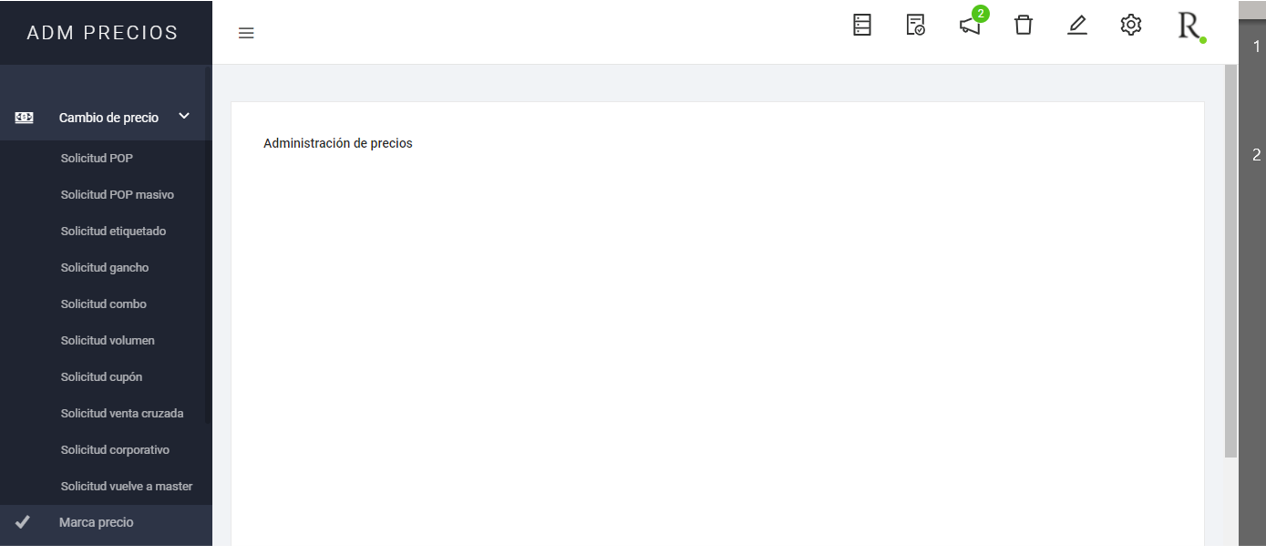 ADM PRECIOS
2
R
1
Cambio de precio
Administración de precios
Solicitud POP
2
Solicitud POP masivo
Solicitud etiquetado
Solicitud gancho
Solicitud combo
Solicitud volumen
Solicitud cupón
Solicitud venta cruzada
Solicitud corporativo
Solicitud vuelve a master
Marca precio